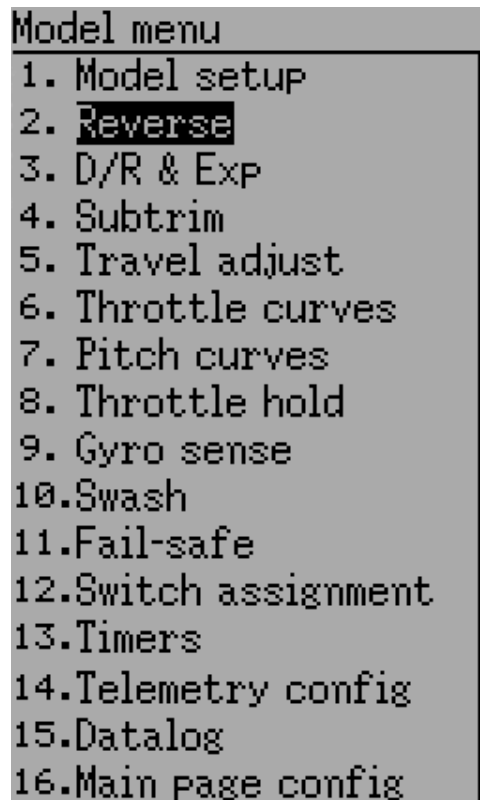 Model menu
1. Model setup
2. Reverse
3. D/R & Exp
4. Subtrim
5. Travel adjust
6. Throttle curves
7. Pitch curves
8. Throttle hold
9. Gyro sense
10.Swash
11.Fail-safe
12.Switch assignment
13.Timers
14.Telemetry config
15.Datalog
16.Main page config